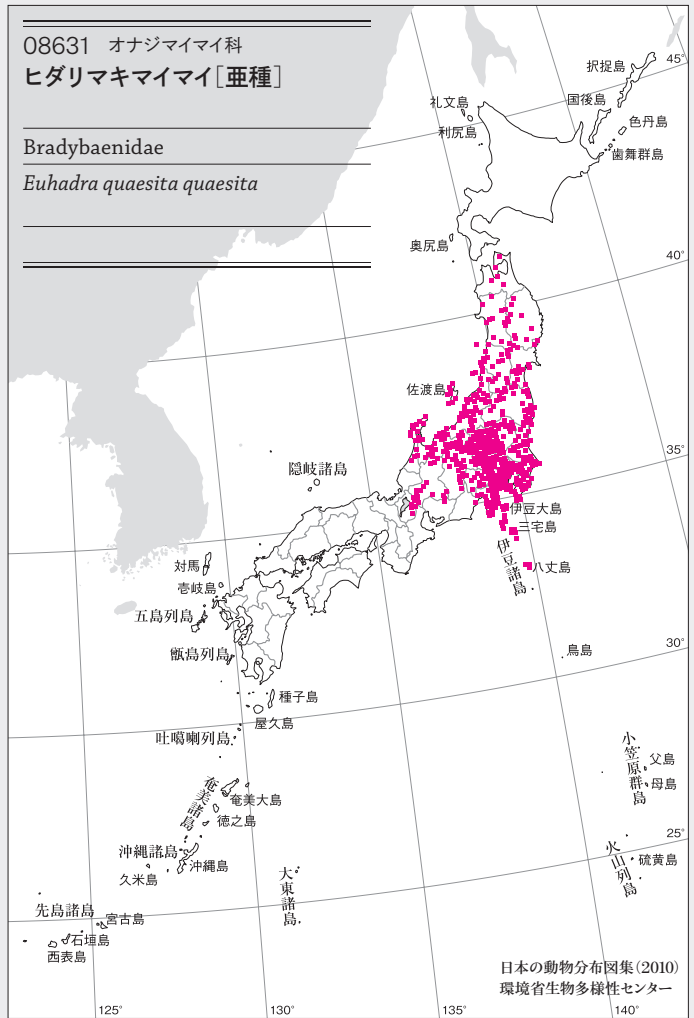 08631 オナジマイマイ科
ヒダリマキマイマイ[亜種]
Bradybaenidae
Euhadra quaesita quaesita
択捉島
45°
礼文島
国後島
利尻島
色丹島
歯舞群島
奥尻島
40°
佐渡島
35°
隠岐諸島
伊豆大島
三宅島
伊豆諸島
対馬
八丈島
壱岐島
五島列島
甑島列島
鳥島
30°
種子島
屋久島
吐噶喇列島
小笠原群島
父島
母島
奄美諸島
奄美大島
徳之島
25°
沖縄諸島
沖縄島
久米島
火山列島
硫黄島
大東諸島
先島諸島
宮古島
石垣島
西表島
日本の動物分布図集(2010)
環境省生物多様性センター
125°
130°
135°
140°